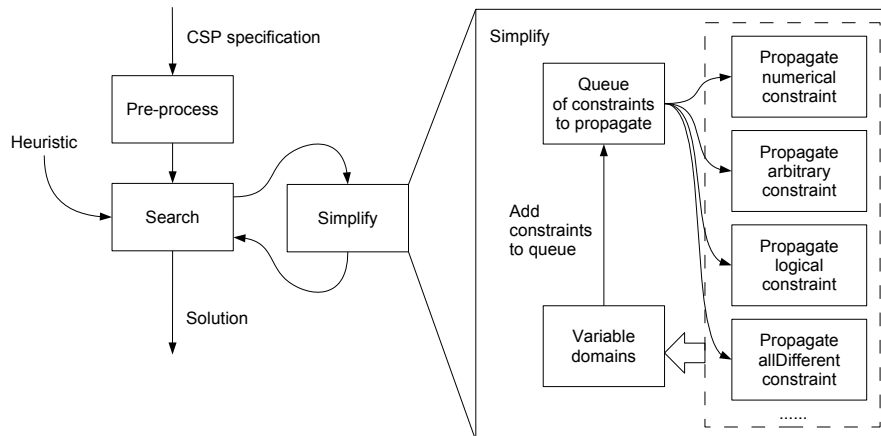 CSP specification
Pre-process
Heuristic
Search
Simplify
Solution
Simplify
Queue
of constraints
to propagate
Add
constraints
to queue
Variable
domains
Propagate
numerical
constraint
Propagate
arbitrary
constraint
Propagate
logical
constraint
Propagate
allDifferent
constraint
......